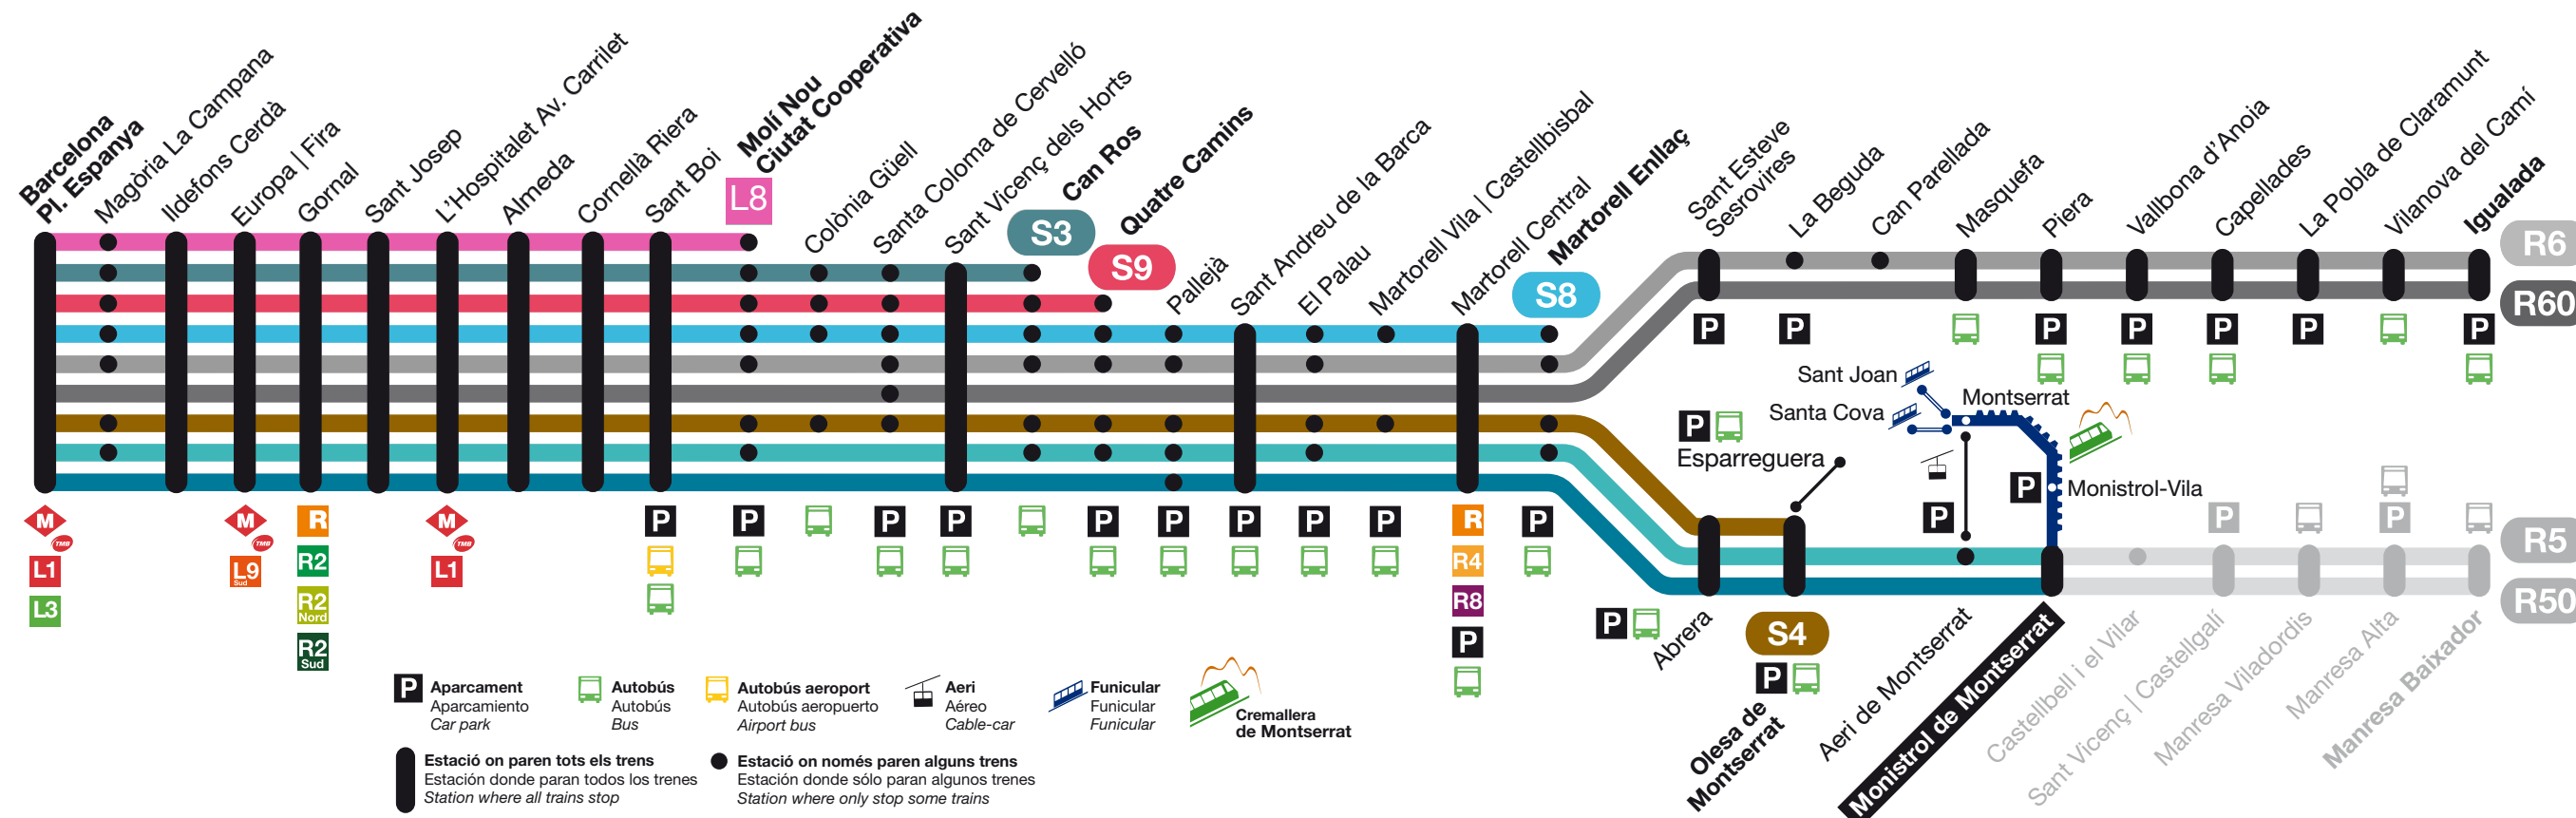 Barcelona
Pl. Espanya
Magòria La Campana
Ildefons Cerdà
Europa | Fira
Gornal
Sant Josep
L'Hospitalet Av. Carrilet
Almeda
Cornellà Riera
Sant Boi
Molí Nou
Ciutat Cooperativa
L8
Colònia Güell
Santa Coloma de Cervelló
Sant Vicenç dels Horts
Can Ros
S3
Quatre Camins
S9
Pallejà
Sant Andreu de la Barca
El Palau
Martorell Vila | Castellbisbal
Martorell Central
Martorell Enllaç
S8
Sant Esteve
Sesrovires
La Beguda
Can Parellada
Masquefa
Piera
Vallbona d'Anoia
Capellades
La Pobla de Claramunt
Vilanova del Camí
Igualada
R6
R60
P
P
P
P
P
P
P
Sant Joan
Santa Cova
Montserrat
P
Esparreguera
P
P
Monistrol-Vila
P
P
R5
R50
M
TMB
L1
L3
M
TMB
L9
Sud
R
R2
R2
Nord
R2
Sud
M
TMB
L1
P
P
P
P
P
P
P
P
P
R
R4
R8
P
P
P
Abrera
S4
P
Olesa de
Montserrat
Aeri de Montserrat
Monistrol de Montserrat
Castellbell i el Vilar
Sant Vicenç | Castellgalí
Manresa Viladordis
Manresa Alta
Manresa Baixador
P
Aparcament
Aparcamiento
Car park
Autobús
Autobús
Bus
Autobús aeroport
Autobús aeropuerto
Airport bus
Aeri
Aéreo
Cable-car
Funicular
Funicular
Funicular
Cremallera
de Montserrat
Estació on paren tots els trens
Estación donde paran todos los trenes
Station where all trains stop
Estació on només paren alguns trens
Estación donde sólo paran algunos trenes
Station where only stop some trains